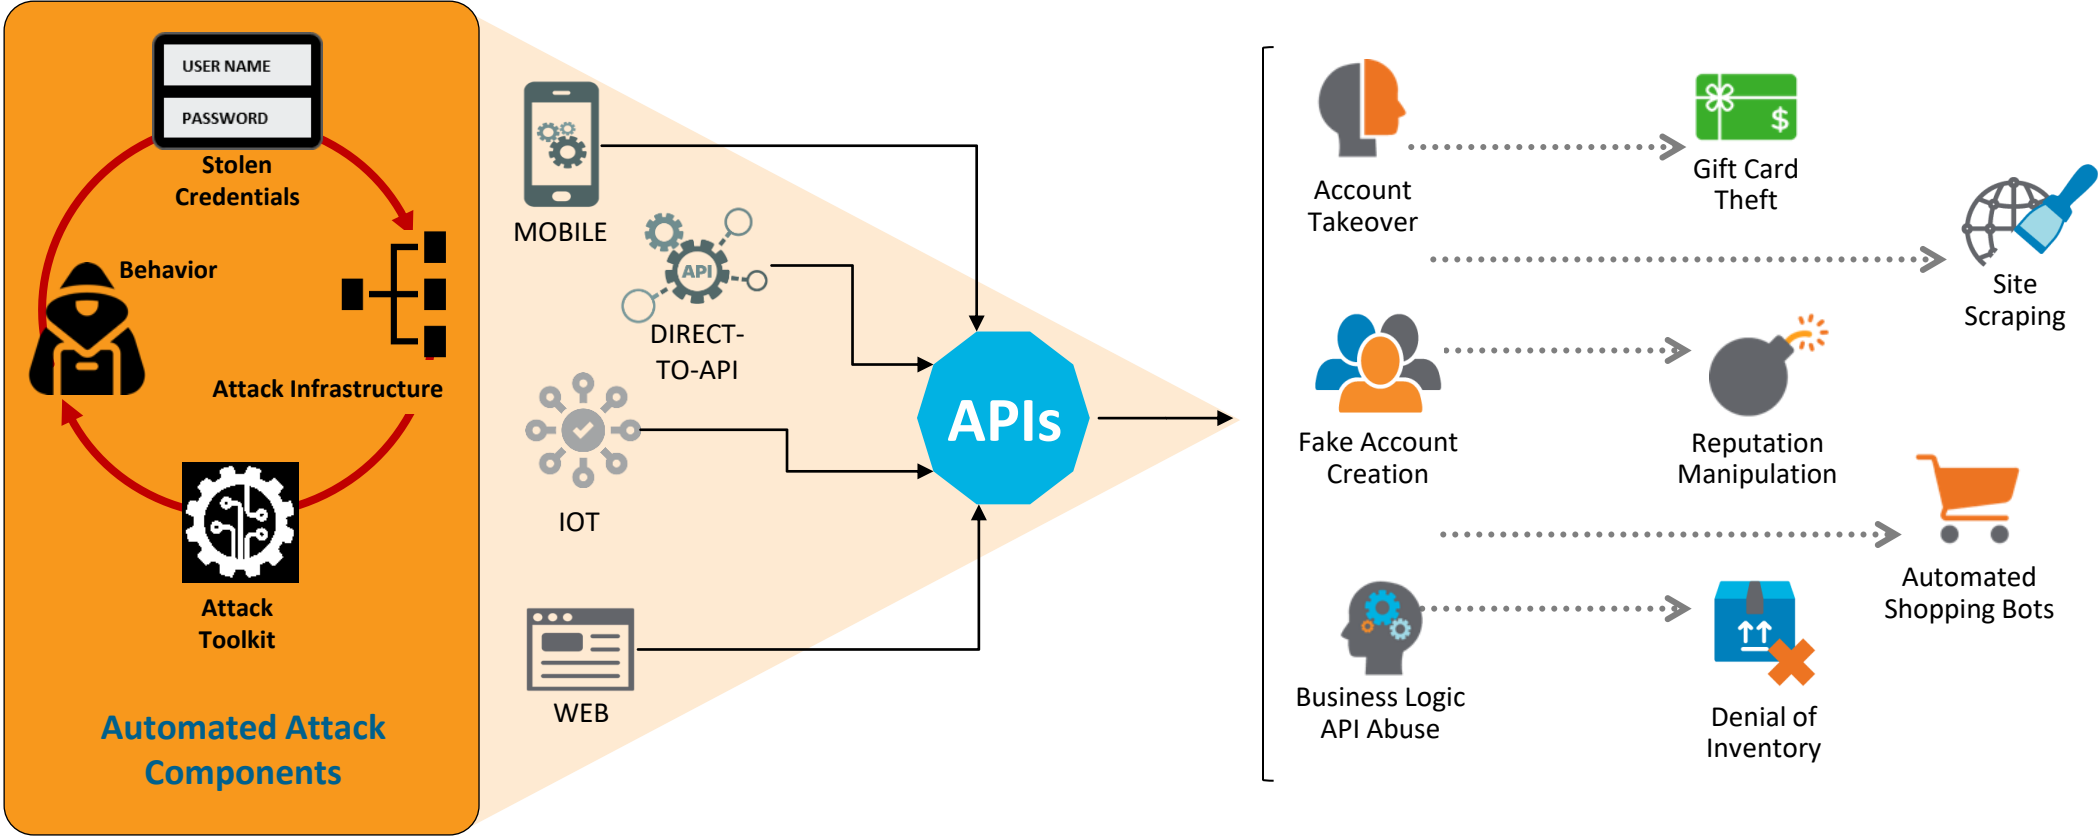 USER NAME
PASSWORD
Stolen
Credentials
Behavior
Attack Infrastructure
Attack
Toolkit
Automated Attack
Components
MOBILE
API
DIRECT-
TO-API
IOT
WEB
APIs
Account
Takeover
$
Gift Card
Theft
Site
Scraping
Fake Account
Creation
Reputation
Manipulation
Automated
Shopping Bots
Business Logic
API Abuse
Denial of
Inventory